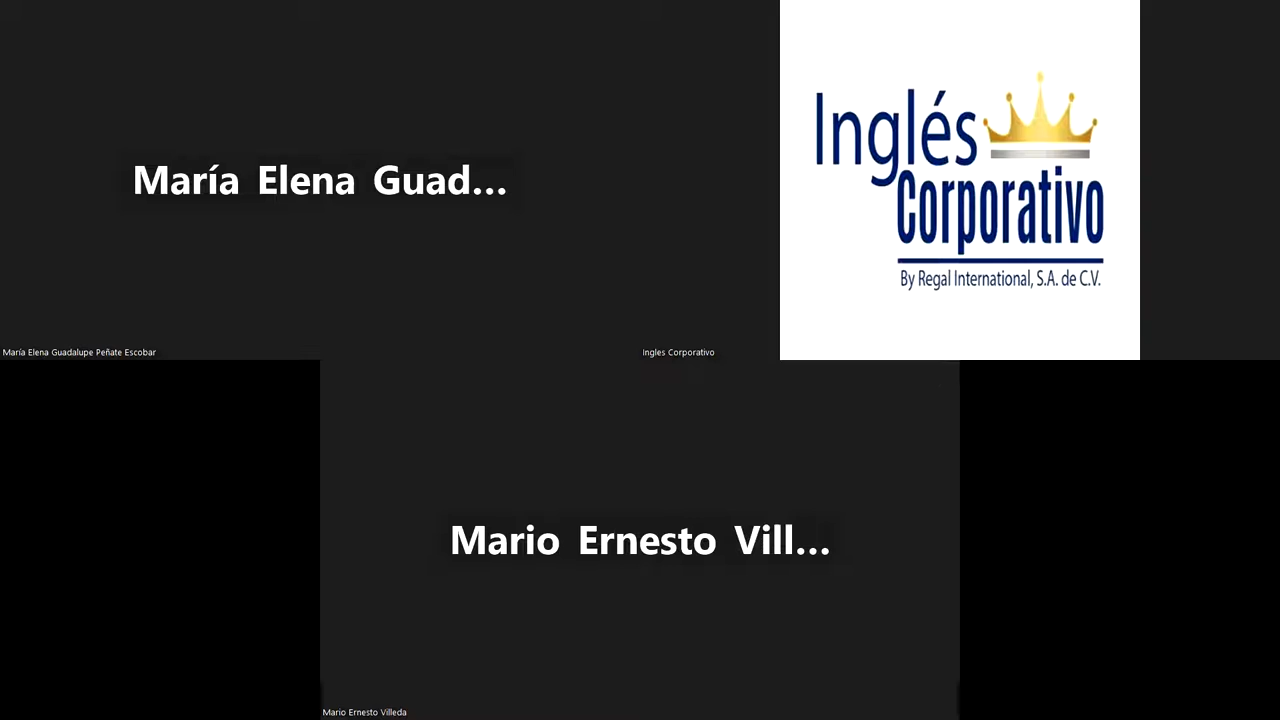 María Elena Guad...
María Elena Guadalupe Peñate Escobar
Inglés
Corporativo
By Regal International, S.A. de C.V.
Ingles Corporativo
Mario Ernesto Vill...
Mario Ernesto Villeda